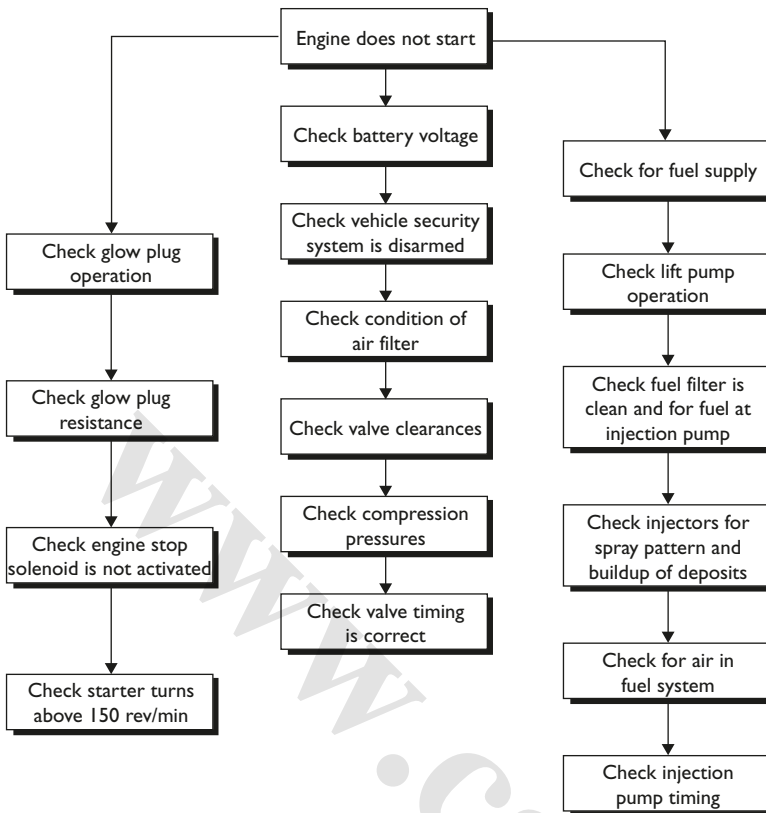 Engine does not start
Check glow plug
operation
Check glow plug
resistance
Check engine stop
solenoid is not activated
Check starter turns
above 150 rev/min
Check battery voltage
Check vehicle security
system is disarmed
Check condition of
air filter
Check valve clearances
Check compression
pressures
Check valve timing
is correct
Check for fuel supply
Check lift pump
operation
Check fuel filter is
clean and for fuel at
injection pump
Check injectors for
spray pattern and
buildup of deposits
Check for air in
fuel system
Check injection
pump timing
www.c